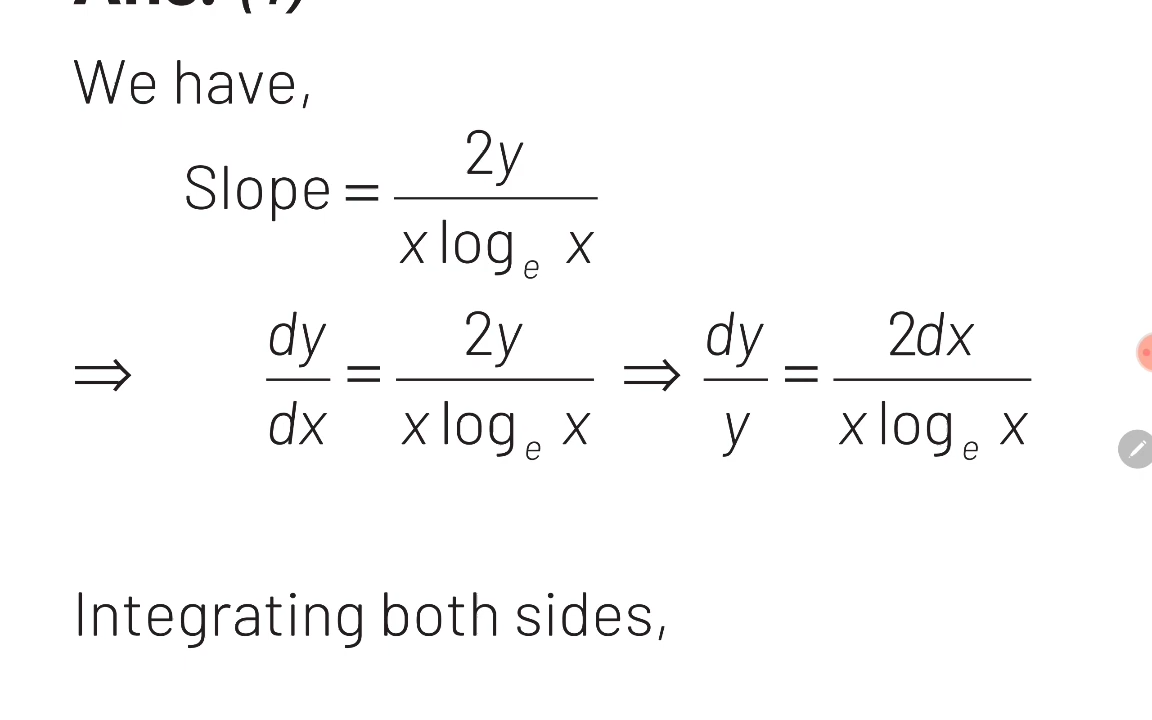 We have,
Slope = 2y / x log_e x
⇒ dy/dx = 2y / x log_e x ⇒ dy/y = 2dx / x log_e x
Integrating both sides,